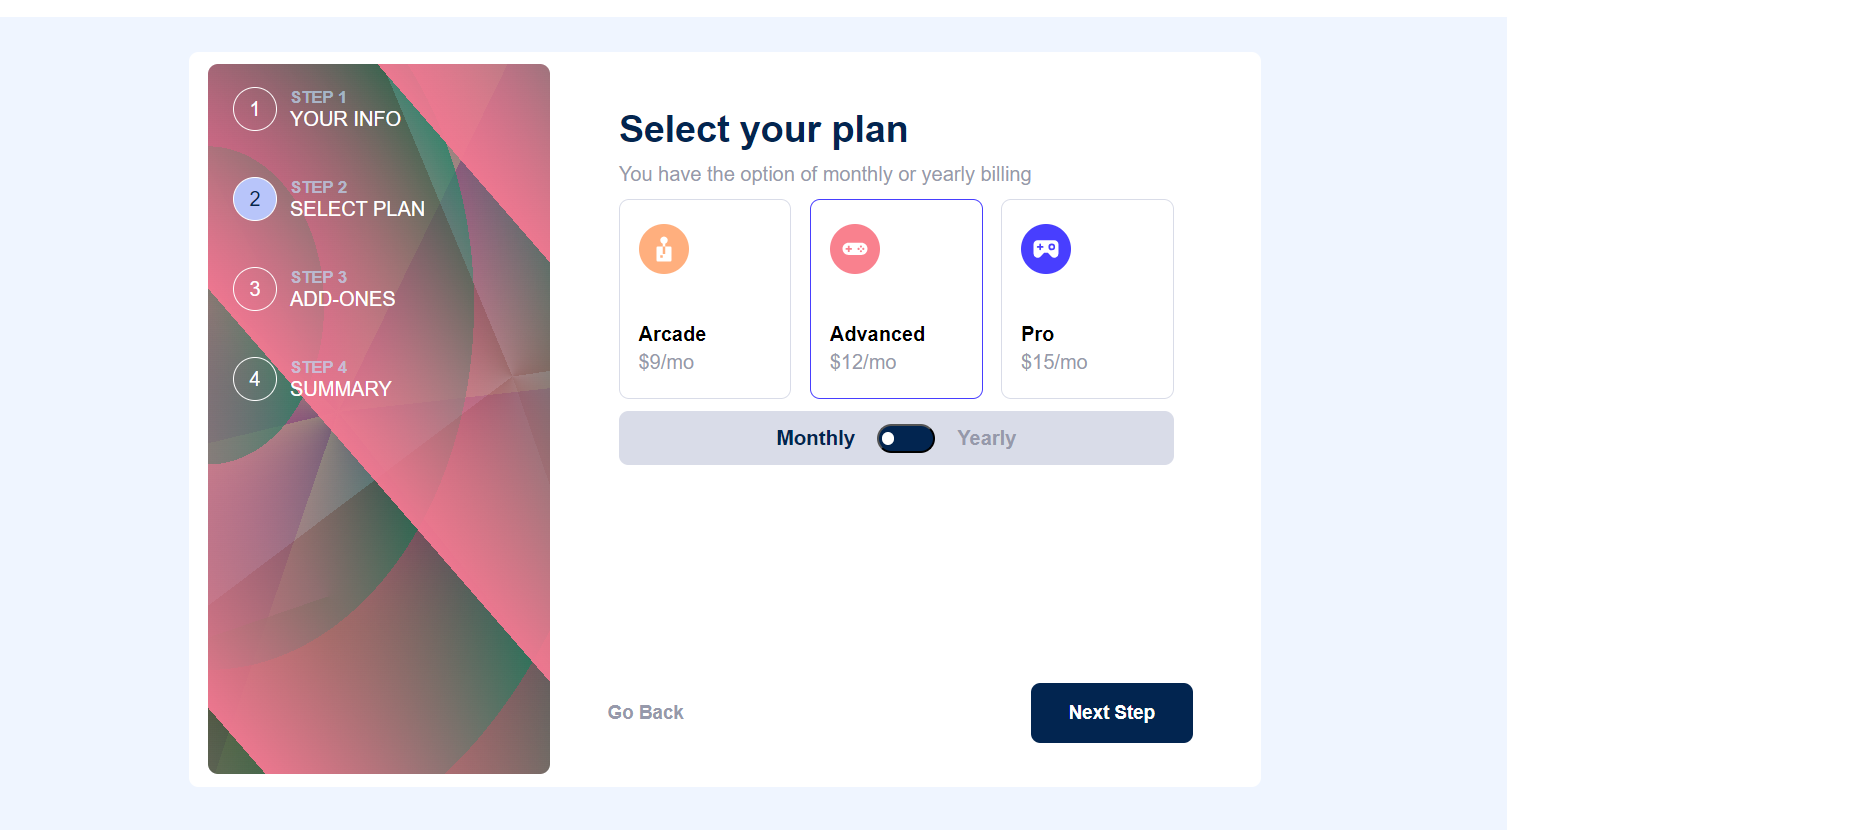 1
STEP 1
YOUR INFO
2
STEP 2
SELECT PLAN
3
STEP 3
ADD-ONES
4
STEP 4
SUMMARY
Select your plan
You have the option of monthly or yearly billing
Arcade
$9/mo
Advanced
$12/mo
Pro
$15/mo
Monthly Yearly
Go Back
Next Step